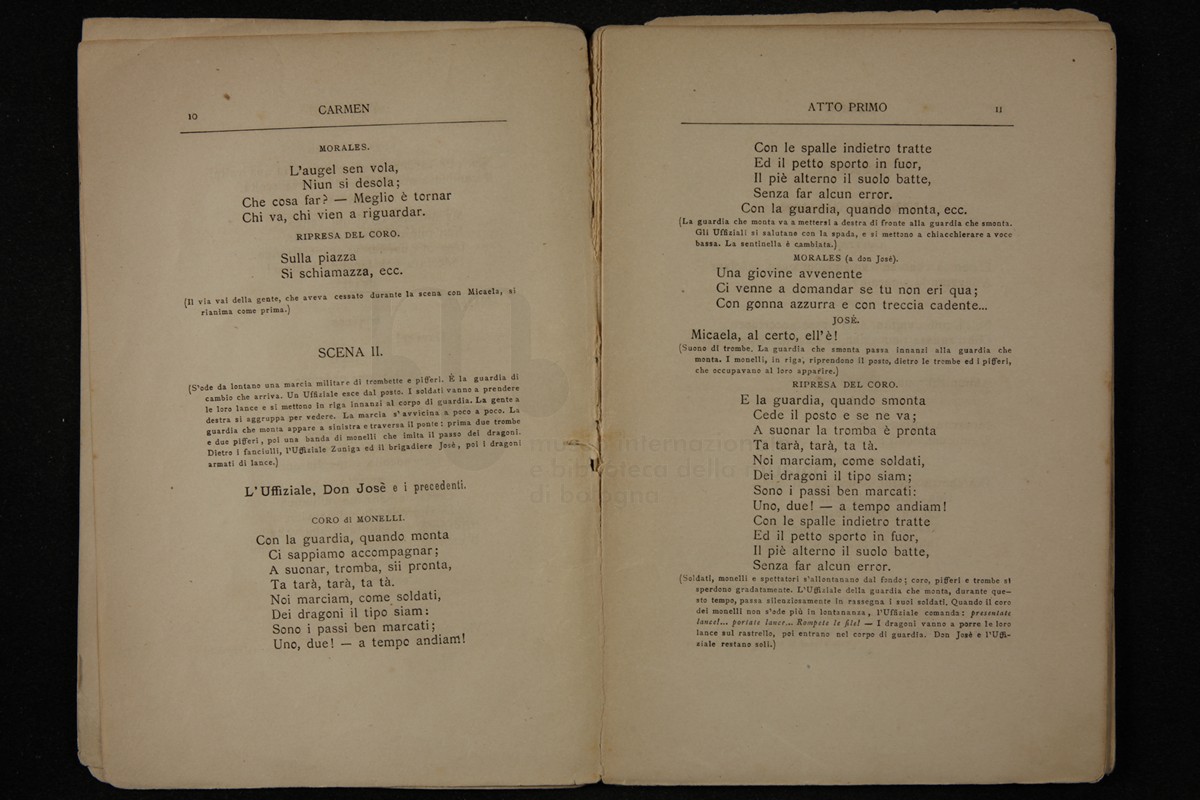 10
CARMEN
MORALES.
L'augel sen vola,
Niun si desola;
Che cosa far? — Meglio è tornar
Chi va, chi vien a riguardar.
RIPRESA DEL CORO.
Sulla piazza
Si schiamazza, ecc.
(Il via vai della gente, che aveva cessato durante la scena con Micaela, si
rianima come prima.)
SCENA II.
(S'ode da lontano una marcia militare di trombette e pifferi. È la guardia di
cambio che arriva. Un Uffiziale esce dal posto. I soldati vanno a prendere
le loro lance e si mettono in riga innanzi al corpo di guardia. La gente a
destra si aggruppa per vedere. La marcia s'avvicina a poco a poco. La
guardia che monta appare a sinistra e traversa il ponte: prima due trombe
e due pifferi, poi una banda di monelli che imita il passo dei dragoni.
Dietro i fanciulli, l'Uffiziale Zuniga ed il brigadiere Josè, poi i dragoni
armati di lance.)
L'Uffiziale, Don Josè e i precedenti.
CORO di MONELLI.
Con la guardia, quando monta
Ci sappiamo accompagnar;
A suonar, tromba, sii pronta,
Ta tarà, tarà, ta tà.
Noi marciam, come soldati,
Dei dragoni il tipo siam:
Sono i passi ben marcati;
Uno, due! — a tempo andiam!
ATTO PRIMO
11
Con le spalle indietro tratte
Ed il petto sporto in fuor,
Il piè alterno il suolo batte,
Senza far alcun error.
Con la guardia, quando monta, ecc.
(La guardia che monta va a mettersi a destra di fronte alla guardia che smonta.
Gli Uffiziali si salutano con la spada, e si mettono a chiacchierare a voce
bassa. La sentinella è cambiata.)
MORALES (a don José).
Una giovine avvenente
Ci venne a domandar se tu non eri qua;
Con gonna azzurra e con treccia cadente...
JOSÈ.
Micaela, al certo, ell'è!
(Suono di trombe. La guardia che smonta passa innanzi alla guardia che
monta. I monelli, in riga, riprendono il posto, dietro le trombe ed i pifferi,
che occupavano al loro apparire.)
RIPRESA DEL CORO.
E la guardia, quando smonta
Cede il posto e se ne va;
A suonar la tromba è pronta
Ta tarà, tarà, ta tà.
Noi marciam, come soldati,
Dei dragoni il tipo siam;
Sono i passi ben marcati:
Uno, due! — a tempo andiam!
Con le spalle indietro tratte
Ed il petto sporto in fuor,
Il piè alterno il suolo batte,
Senza far alcun error.
(Soldati, monelli e spettatori s'allontanano dal fondo; coro, pifferi e trombe si
sperdono gradatamente. L'Uffiziale della guardia che monta, durante que-
sto tempo, passa silenziosamente in rassegna i suoi soldati. Quando il coro
dei monelli non s'ode più in lontananza, l'Uffiziale comanda: presentate
lance!... portate lance... Rompete le file! — I dragoni vanno a porre le loro
lance sul rastrello, poi entrano nel corpo di guardia. Don Josè e l'Uffi-
ziale restano soli.)
museo internazionale
e biblioteca della
di bologna